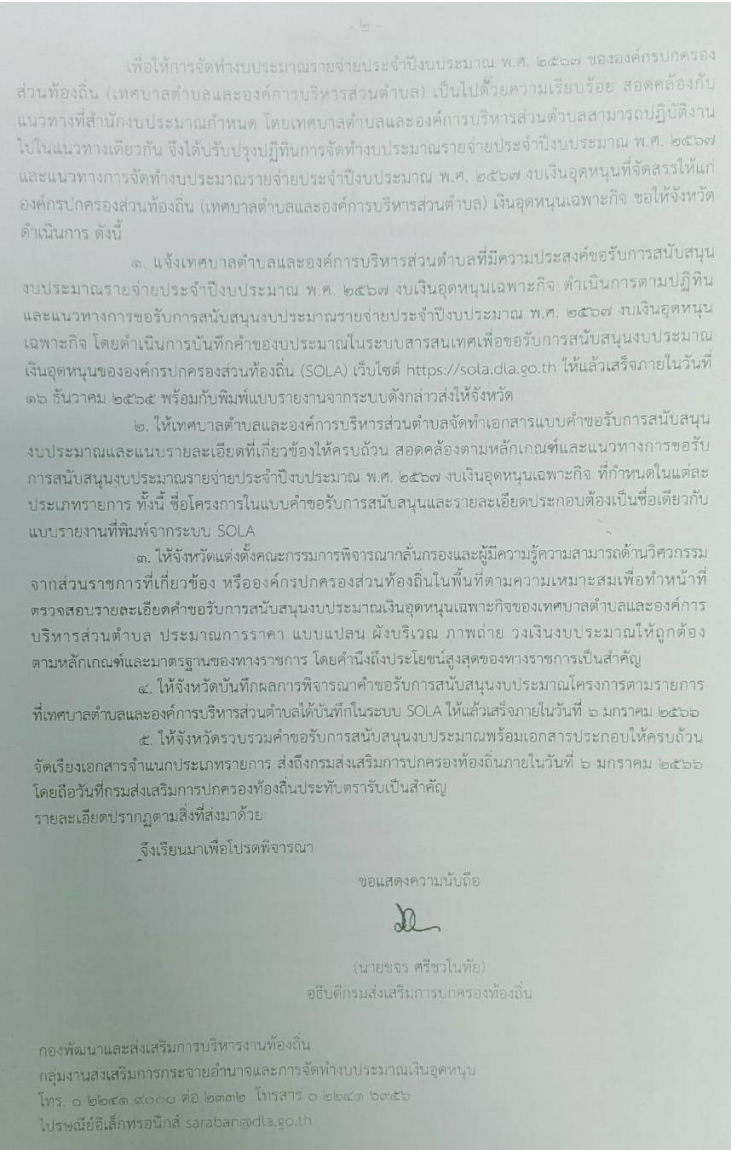 - ๒ -
เพื่อให้การจัดทำงบประมาณรายจ่ายประจำปีงบประมาณ พ.ศ. ๒๕๖๗ ขององค์กรปกครอง
ส่วนท้องถิ่น (เทศบาลตำบลและองค์การบริหารส่วนตำบล) เป็นไปด้วยความเรียบร้อย สอดคล้องกับ
แนวทางที่สำนักงบประมาณกำหนด โดยเทศบาลตำบลและองค์การบริหารส่วนตำบลสามารถปฏิบัติงาน
ไปในแนวทางเดียวกัน จึงได้ปรับปรุงปฏิทินการจัดทำงบประมาณรายจ่ายประจำปีงบประมาณ พ.ศ. ๒๕๖๗
และแนวทางการจัดทำงบประมาณรายจ่ายประจำปีงบประมาณ พ.ศ. ๒๕๖๗ งบเงินอุดหนุนที่จัดสรรให้แก่
องค์กรปกครองส่วนท้องถิ่น (เทศบาลตำบลและองค์การบริหารส่วนตำบล) เงินอุดหนุนเฉพาะกิจ ขอให้จังหวัด
ดำเนินการ ดังนี้
๑. แจ้งเทศบาลตำบลและองค์การบริหารส่วนตำบลที่มีความประสงค์ขอรับการสนับสนุน
งบประมาณรายจ่ายประจำปีงบประมาณ พ.ศ. ๒๕๖๗ งบเงินอุดหนุนเฉพาะกิจ ดำเนินการตามปฏิทิน
และแนวทางการขอรับการสนับสนุนงบประมาณรายจ่ายประจำปีงบประมาณ พ.ศ. ๒๕๖๗ งบเงินอุดหนุน
เฉพาะกิจ โดยดำเนินการบันทึกคำของบประมาณในระบบสารสนเทศเพื่อขอรับการสนับสนุนงบประมาณ
เงินอุดหนุนขององค์กรปกครองส่วนท้องถิ่น (SOLA) เว็บไซต์ https://sola.dla.go.th ให้แล้วเสร็จภายในวันที่
๑๖ ธันวาคม ๒๕๖๕ พร้อมกับพิมพ์แบบรายงานจากระบบดังกล่าวส่งให้จังหวัด
๒. ให้เทศบาลตำบลและองค์การบริหารส่วนตำบลจัดทำเอกสารแบบคำขอรับการสนับสนุน
งบประมาณและแนบรายละเอียดที่เกี่ยวข้องให้ครบถ้วน สอดคล้องตามหลักเกณฑ์และแนวทางการขอรับ
การสนับสนุนงบประมาณรายจ่ายประจำปีงบประมาณ พ.ศ. ๒๕๖๗ งบเงินอุดหนุนเฉพาะกิจ ที่กำหนดในแต่ละ
ประเภทรายการ ทั้งนี้ ชื่อโครงการในแบบคำขอรับการสนับสนุนและรายละเอียดประกอบต้องเป็นชื่อเดียวกับ
แบบรายงานที่พิมพ์จากระบบ SOLA
๓. ให้จังหวัดแต่งตั้งคณะกรรมการพิจารณากลั่นกรองและผู้มีความรู้ความสามารถด้านวิศวกรรม
จากส่วนราชการที่เกี่ยวข้อง หรือองค์กรปกครองส่วนท้องถิ่นในพื้นที่ตามความเหมาะสมเพื่อทำหน้าที่
ตรวจสอบรายละเอียดคำขอรับการสนับสนุนงบประมาณเงินอุดหนุนเฉพาะกิจของเทศบาลตำบลและองค์การ
บริหารส่วนตำบล ประมาณการราคา แบบแปลน ผังบริเวณ ภาพถ่าย วงเงินงบประมาณให้ถูกต้อง
ตามหลักเกณฑ์และมาตรฐานของทางราชการ โดยคำนึงถึงประโยชน์สูงสุดของทางราชการเป็นสำคัญ
๔. ให้จังหวัดบันทึกผลการพิจารณาคำขอรับการสนับสนุนงบประมาณโครงการตามรายการ
ที่เทศบาลตำบลและองค์การบริหารส่วนตำบลได้บันทึกในระบบ SOLA ให้แล้วเสร็จภายในวันที่ ๖ มกราคม ๒๕๖๖
๕. ให้จังหวัดรวบรวมคำขอรับการสนับสนุนงบประมาณพร้อมเอกสารประกอบให้ครบถ้วน
จัดเรียงเอกสารจำแนกประเภทรายการ ส่งถึงกรมส่งเสริมการปกครองท้องถิ่นภายในวันที่ ๖ มกราคม ๒๕๖๖
โดยถือวันที่กรมส่งเสริมการปกครองท้องถิ่นประทับตรารับเป็นสำคัญ
รายละเอียดปรากฏตามสิ่งที่ส่งมาด้วย
จึงเรียนมาเพื่อโปรดพิจารณา
ขอแสดงความนับถือ
(นายขจร ศรีชวโนทัย)
อธิบดีกรมส่งเสริมการปกครองท้องถิ่น
กองพัฒนาและส่งเสริมการบริหารงานท้องถิ่น
กลุ่มงานส่งเสริมการกระจายอำนาจและการจัดทำงบประมาณเงินอุดหนุน
โทร. ๐ ๒๒๔๑ ๙๐๐๐ ต่อ ๒๓๓๒ โทรสาร ๐ ๒๒๔๑ ๖๙๕๖
ไปรษณีย์อิเล็กทรอนิกส์ saraban@dla.go.th